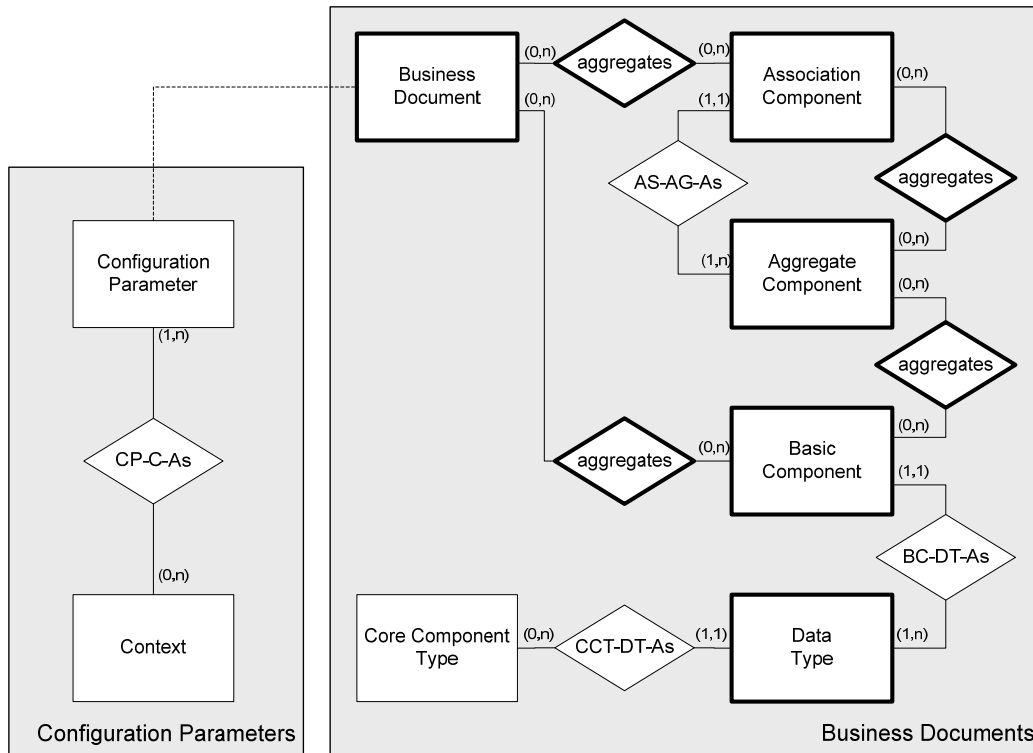 Business
Document
(0,n)
aggregates
(0,n)
Association
Component
(0,n)
(0,n)
(1,1)
AS-AG-As
aggregates
(1,n)
Aggregate
Component
(0,n)
(0,n)
aggregates
Configuration
Parameter
(1,n)
CP-C-As
(0,n)
Context
Configuration Parameters
aggregates
(0,n)
Basic
Component
(0,n)
(1,1)
BC-DT-As
Core Component
Type
(0,n)
CCT-DT-As
(1,1)
Data
Type
(1,n)
Business Documents